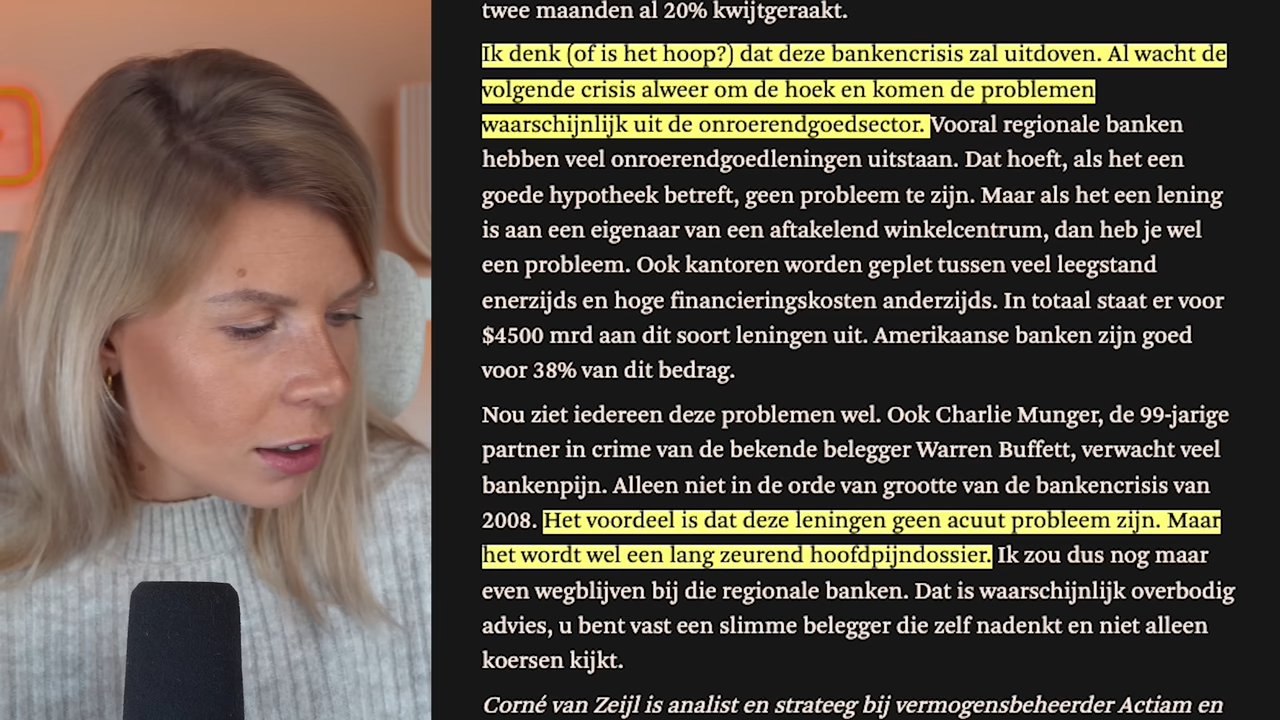 twee maanden al 20% kwijtgeraakt.
Ik denk (of is het hoop?) dat deze bankencrisis zal uitdoven. Al wacht de
volgende crisis alweer om de hoek en komen de problemen
waarschijnlijk uit de onroerendgoedsector. Vooral regionale banken
hebben veel onroerendgoedleningen uitstaan. Dat hoeft, als het een
goede hypotheek betreft, geen probleem te zijn. Maar als het een lening
is aan een eigenaar van een aftakelend winkelcentrum, dan heb je wel
een probleem. Ook kantoren worden geplet tussen veel leegstand
enerzijds en hoge financieringskosten anderzijds. In totaal staat er voor
$4500 mrd aan dit soort leningen uit. Amerikaanse banken zijn goed
voor 38% van dit bedrag.
Nou ziet iedereen deze problemen wel. Ook Charlie Munger, de 99-jarige
partner in crime van de bekende belegger Warren Buffett, verwacht veel
bankenpijn. Alleen niet in de orde van grootte van de bankencrisis van
2008. Het voordeel is dat deze leningen geen acuut probleem zijn. Maar
het wordt wel een lang zeurend hoofdpijndossier. Ik zou dus nog maar
even wegblijven bij die regionale banken. Dat is waarschijnlijk overbodig
advies, u bent vast een slimme belegger die zelf nadenkt en niet alleen
koersen kijkt.
Corné van Zeijl is analist en strateeg bij vermogensbeheerder Actiam en